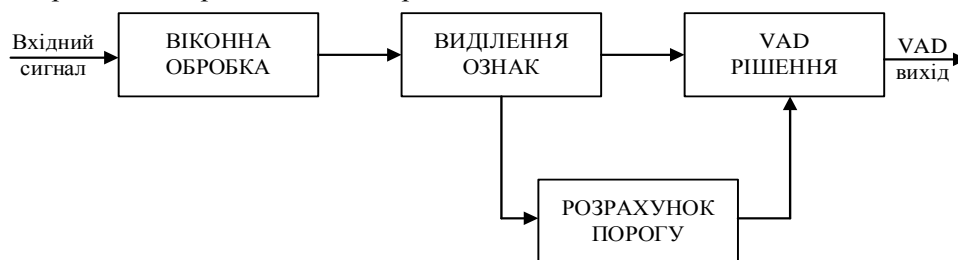 Вхідний
сигнал
ВІКОННА
ОБРОБКА
ВИДІЛЕННЯ
ОЗНАК
VAD
РІШЕННЯ
VAD
вихід
РОЗРАХУНОК
ПОРОГУ